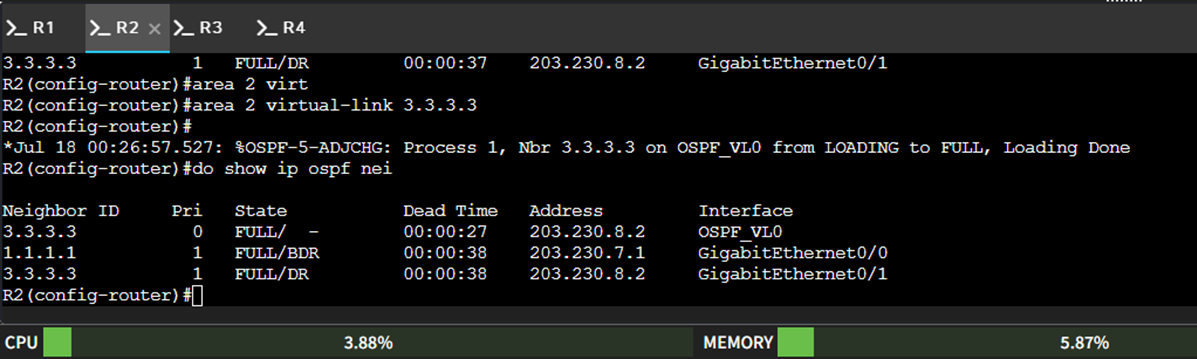 R1 R2 × R3 R4
3.3.3.3 1 FULL/DR 00:00:37 203.230.8.2 GigabitEthernet0/1
R2(config-router)#area 2 virt
R2(config-router)#area 2 virtual-link 3.3.3.3
R2(config-router)#
*Jul 18 00:26:57.527: %OSPF-5-ADJCHG: Process 1, Nbr 3.3.3.3 on OSPF_VL0 from LOADING to FULL, Loading Done
R2(config-router)#do show ip ospf nei
Neighbor ID Pri State Dead Time Address Interface
3.3.3.3 0 FULL/ - 00:00:27 203.230.8.2 OSPF_VL0
1.1.1.1 1 FULL/BDR 00:00:38 203.230.7.1 GigabitEthernet0/0
3.3.3.3 1 FULL/DR 00:00:38 203.230.8.2 GigabitEthernet0/1
R2(config-router)#
CPU 3.88% MEMORY 5.87%